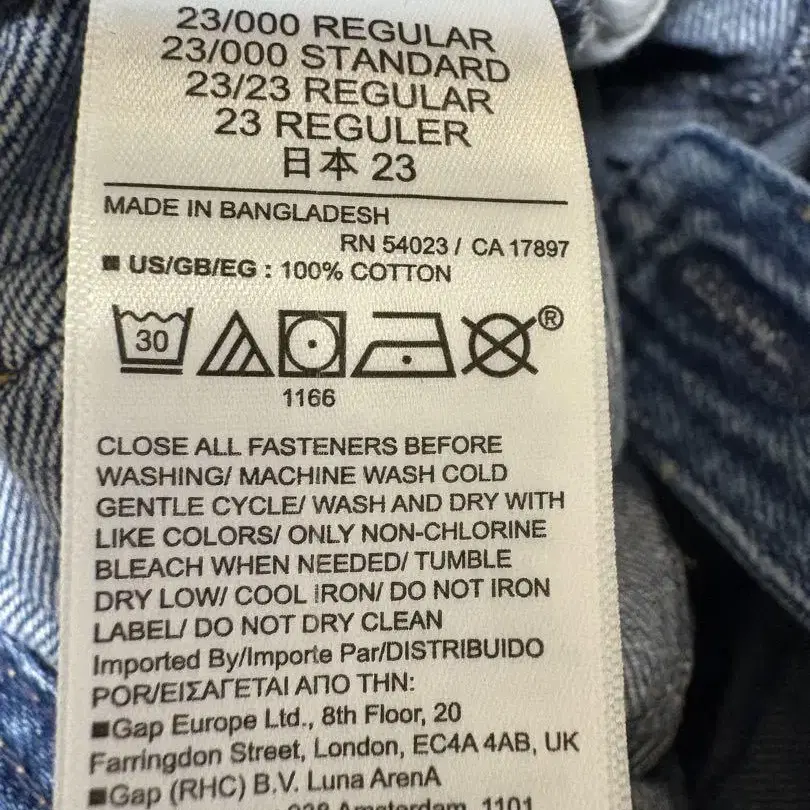 23/000 REGULAR
23/000 STANDARD
23/23 REGULAR
23 REGULER
日本 23
MADE IN BANGLADESH
RN 54023 / CA 17897
US/GB/EG : 100% COTTON
30
®
1166
CLOSE ALL FASTENERS BEFORE
WASHING/ MACHINE WASH COLD
GENTLE CYCLE/ WASH AND DRY WITH
LIKE COLORS/ ONLY NON-CHLORINE
BLEACH WHEN NEEDED/ TUMBLE
DRY LOW/ COOL IRON/ DO NOT IRON
LABEL/ DO NOT DRY CLEAN
Imported By/Importe Par/DISTRIBUIDO
POR/ΕΙΣΑΓΕΤΑΙ ΑΠΟ ΤΗΝ:
Gap Europe Ltd., 8th Floor, 20
Farringdon Street, London, EC4A 4AB, UK
Gap (RHC) B.V. Luna ArenA
Amsterdam, 1101